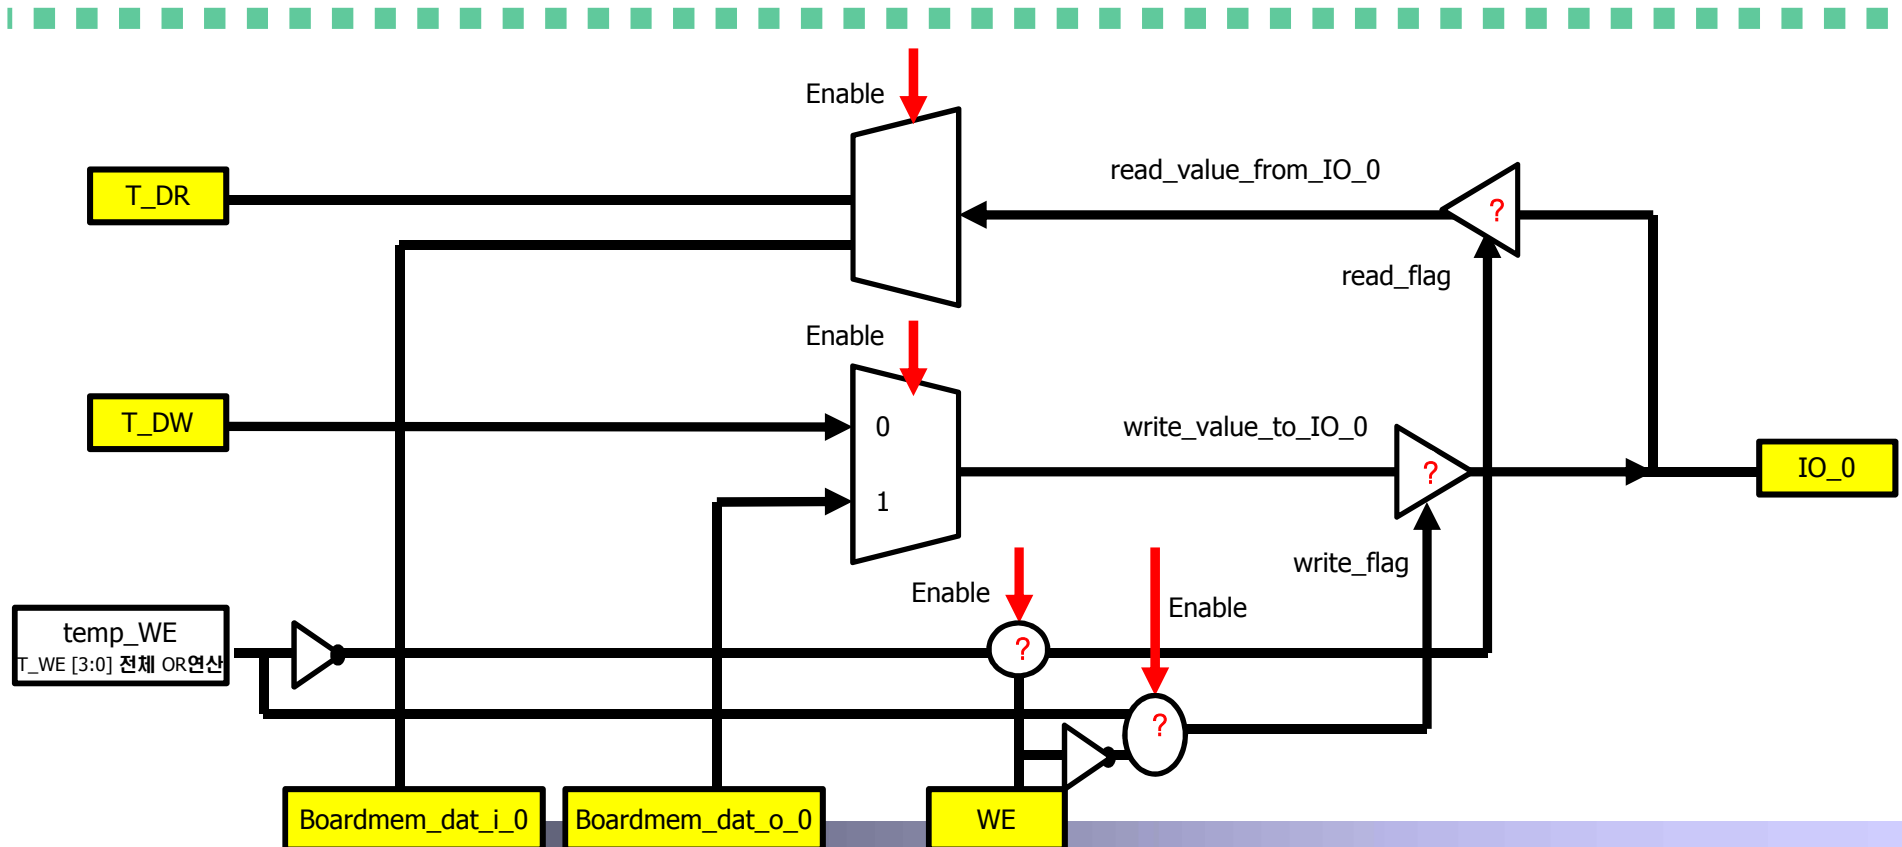 Enable
T_DR
read_value_from_IO_0
?
read_flag
Enable
T_DW
0
write_value_to_IO_0
?
IO_0
1
write_flag
Enable
Enable
temp_WE
T_WE [3:0] 전체 OR연산
?
?
Boardmem_dat_i_0
Boardmem_dat_o_0
WE